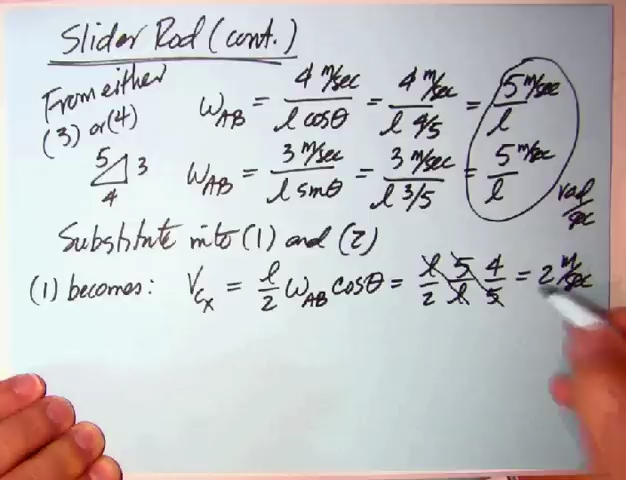 Slider Rod (cont.)
From either
(3) or (4)
ω_AB = 4 m/sec / l cosθ = 4 m/sec / l 4/5 = 5 m/sec / l
5 3 4
ω_AB = 3 m/sec / l sinθ = 3 m/sec / l 3/5 = 5 m/sec / l
rad/sec
Substitute into (1) and (2)
(1) becomes: V_Cx = l/2 ω_AB cosθ = l/2 5/l 4/5 = 2 m/sec